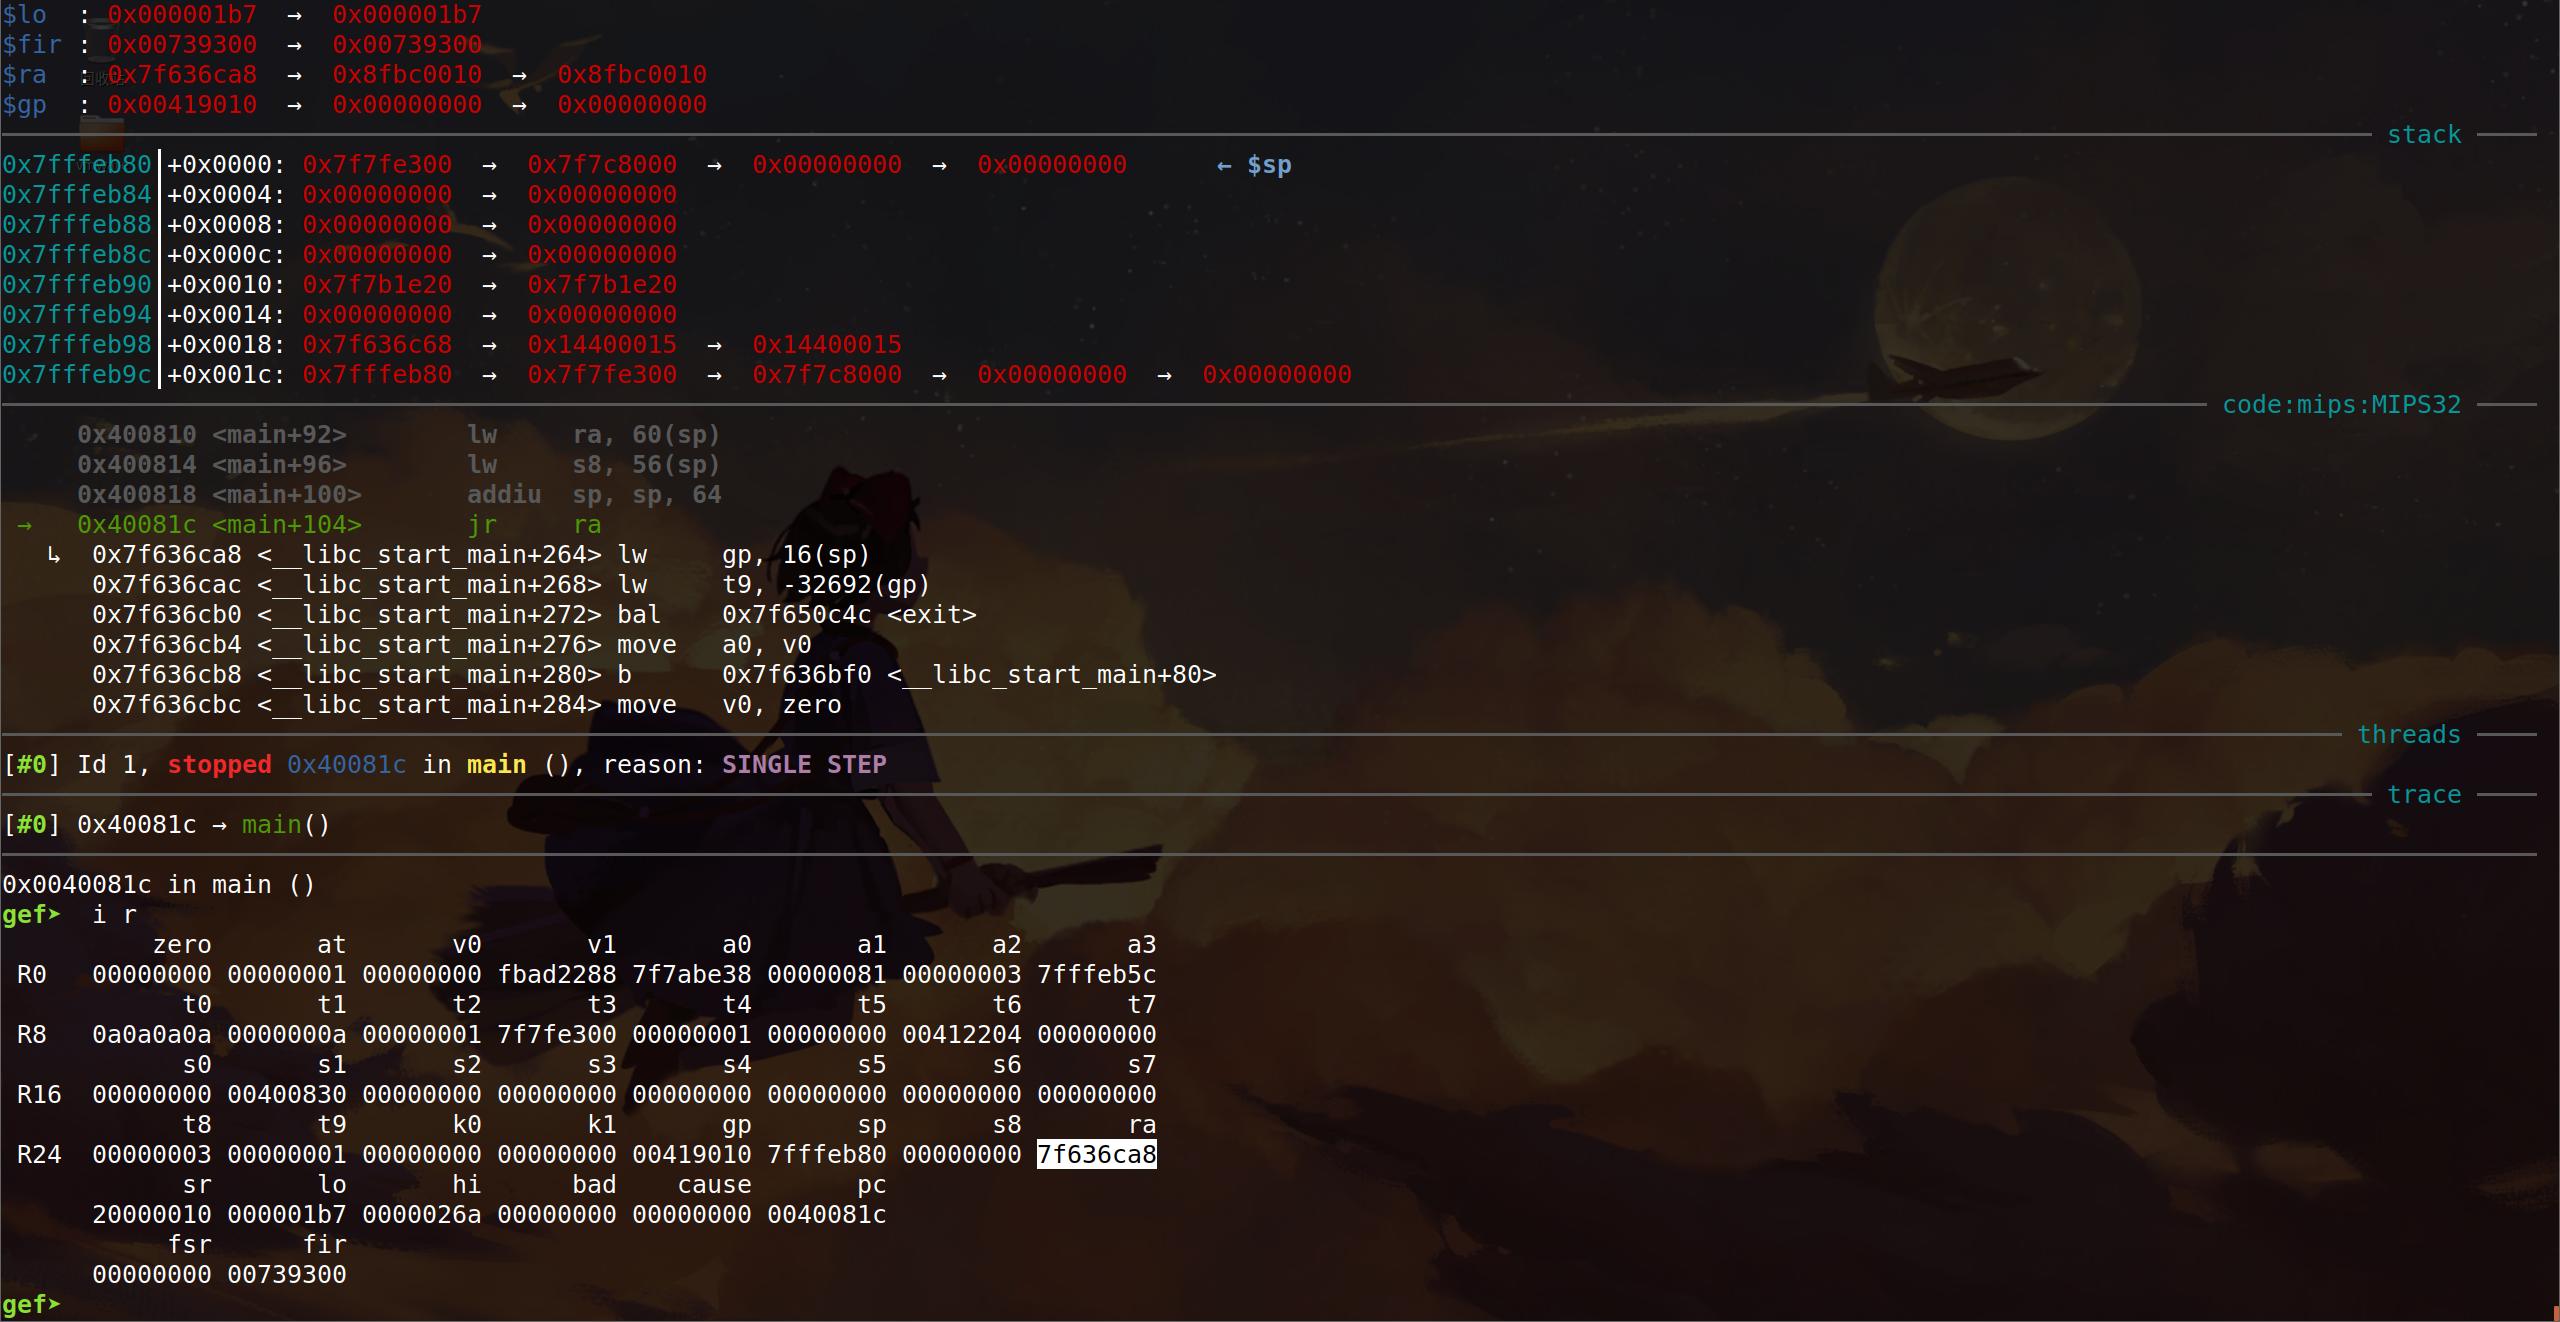 $lo  : 0x000001b7  →  0x000001b7
$fir : 0x00739300  →  0x00739300
$ra  : 0x7f636ca8  →  0x8fbc0010  →  0x8fbc0010
回收站
$gp  : 0x00419010  →  0x00000000  →  0x00000000
stack
0x7fffeb80│+0x0000: 0x7f7fe300  →  0x7f7c8000  →  0x00000000  →  0x00000000      ← $sp
0x7fffeb84│+0x0004: 0x00000000  →  0x00000000
0x7fffeb88│+0x0008: 0x00000000  →  0x00000000
0x7fffeb8c│+0x000c: 0x00000000  →  0x00000000
0x7fffeb90│+0x0010: 0x7f7b1e20  →  0x7f7b1e20
0x7fffeb94│+0x0014: 0x00000000  →  0x00000000
0x7fffeb98│+0x0018: 0x7f636c68  →  0x14400015  →  0x14400015
0x7fffeb9c│+0x001c: 0x7fffeb80  →  0x7f7fe300  →  0x7f7c8000  →  0x00000000  →  0x00000000
code:mips:MIPS32
     0x400810 <main+92>        lw     ra, 60(sp)
     0x400814 <main+96>        lw     s8, 56(sp)
     0x400818 <main+100>       addiu  sp, sp, 64
 →   0x40081c <main+104>       jr     ra
   ↳  0x7f636ca8 <__libc_start_main+264> lw     gp, 16(sp)
      0x7f636cac <__libc_start_main+268> lw     t9, -32692(gp)
      0x7f636cb0 <__libc_start_main+272> bal    0x7f650c4c <exit>
      0x7f636cb4 <__libc_start_main+276> move   a0, v0
      0x7f636cb8 <__libc_start_main+280> b      0x7f636bf0 <__libc_start_main+80>
      0x7f636cbc <__libc_start_main+284> move   v0, zero
threads
[#0] Id 1, stopped 0x40081c in main (), reason: SINGLE STEP
trace
[#0] 0x40081c → main()
0x0040081c in main ()
gef➤  i r
          zero       at       v0       v1       a0       a1       a2       a3
 R0   00000000 00000001 00000000 fbad2288 7f7abe38 00000081 00000003 7fffeb5c
            t0       t1       t2       t3       t4       t5       t6       t7
 R8   0a0a0a0a 0000000a 00000001 7f7fe300 00000001 00000000 00412204 00000000
            s0       s1       s2       s3       s4       s5       s6       s7
 R16  00000000 00400830 00000000 00000000 00000000 00000000 00000000 00000000
            t8       t9       k0       k1       gp       sp       s8       ra
 R24  00000003 00000001 00000000 00000000 00419010 7fffeb80 00000000 7f636ca8
            sr       lo       hi      bad    cause       pc
      20000010 000001b7 0000026a 00000000 00000000 0040081c
           fsr      fir
      00000000 00739300
gef➤